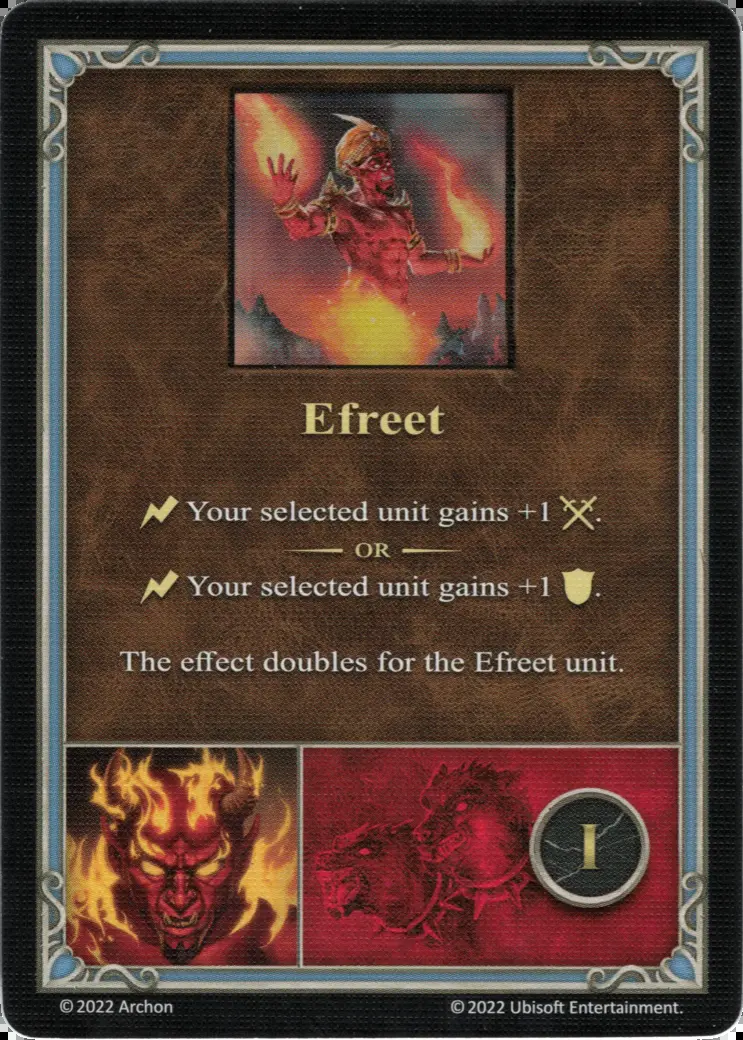 Efreet
Your selected unit gains +1
OR
Your selected unit gains +1
The effect doubles for the Efreet unit.
I
© 2022 Archon
© 2022 Ubisoft Entertainment.